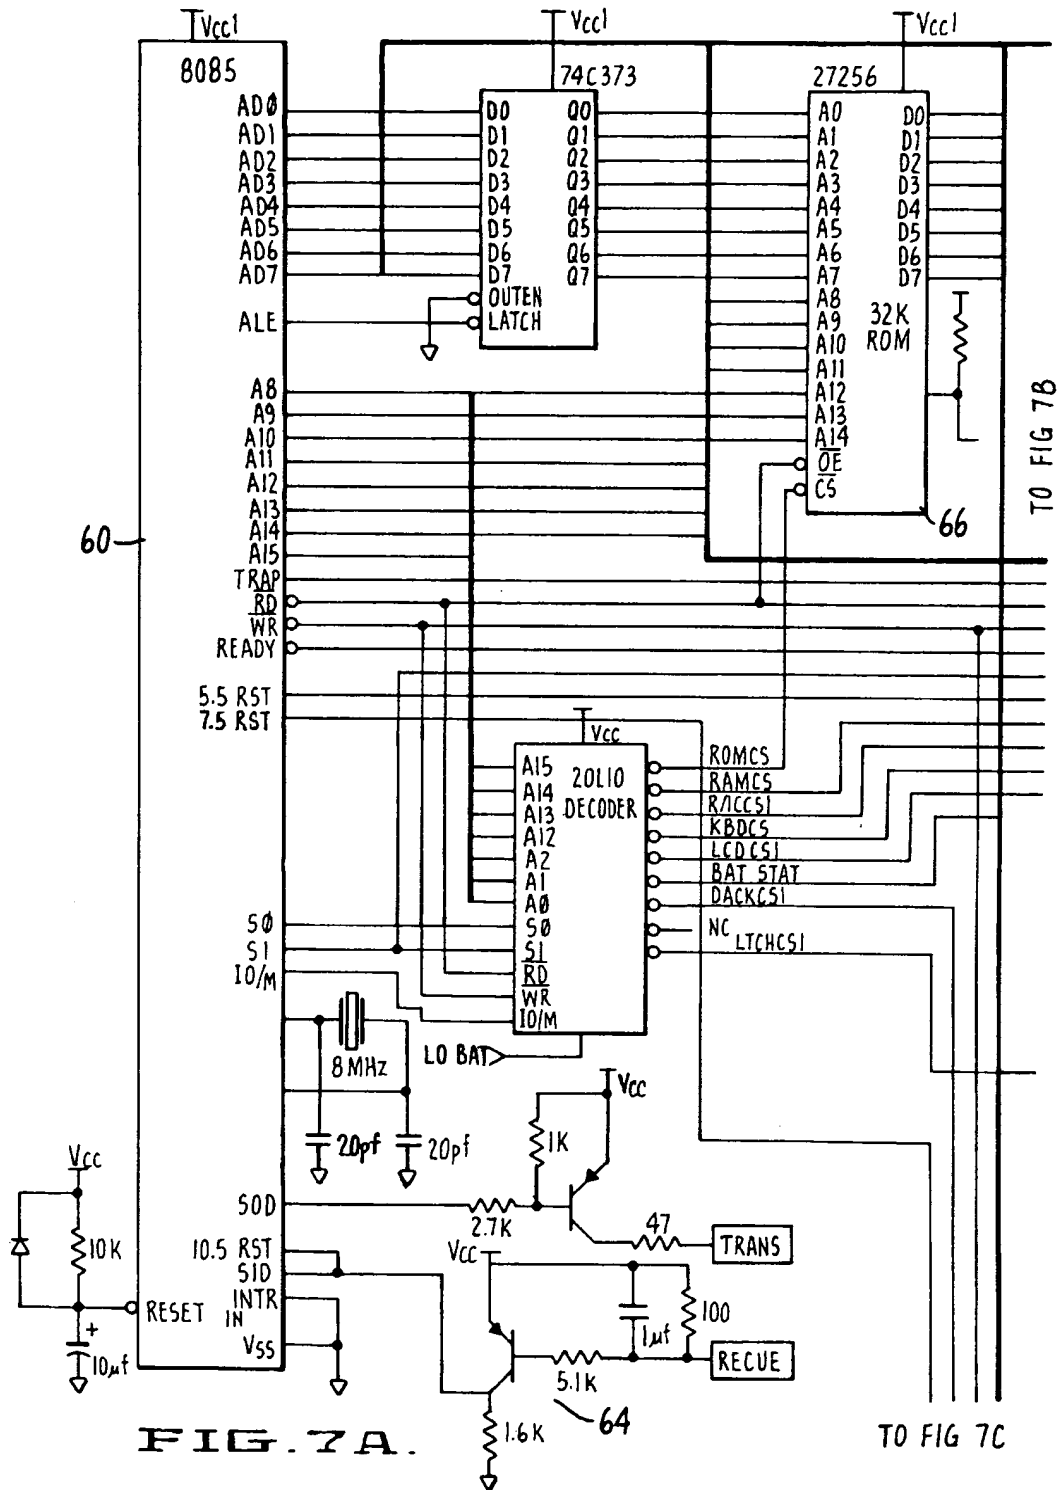 Vcc1
Vcc1
Vcc1
8085
74C373
27256
ADØ
AD1
AD2
AD3
AD4
AD5
AD6
AD7
ALE
D0
D1
D2
D3
D4
D5
D6
D7
OUTEN
LATCH
Q0
Q1
Q2
Q3
Q4
Q5
Q6
Q7
A0
A1
A2
A3
A4
A5
A6
A7
A8
A9
A10
A11
A12
A13
A14
OE
CS
32K
ROM
D0
D1
D2
D3
D4
D5
D6
D7
TO FIG 7B
66
A8
A9
A10
A11
A12
A13
A14
A15
60
TRAP
RD
WR
READY
5.5 RST
7.5 RST
Vcc
20L10
DECODER
A15
A14
A13
A12
A2
A1
AØ
SØ
S1
RD
WR
IO/M
ROMCS
RAMCS
R/ICCS1
KBDCS
LCDCS1
BAT STAT
DACKCS1
NC
LTCHCS1
SØ
S1
IO/M
8MHz
LO BAT
20pf
20pf
Vcc
1K
Vcc
10K
SOD
2.7K
47
TRANS
10.5 RST
SID
INTR
IN
RESET
Vss
10µf
Vcc
1µf
100
RECUE
5.1K
64
1.6K
FIG. 7A.
TO FIG 7C